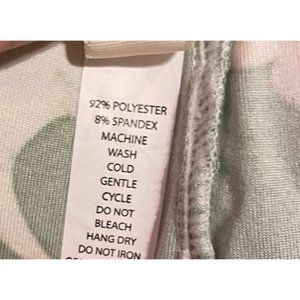 92% POLYESTER
8% SPANDEX
MACHINE
WASH
COLD
GENTLE
CYCLE
DO NOT
BLEACH
HANG DRY
DO NOT IRON